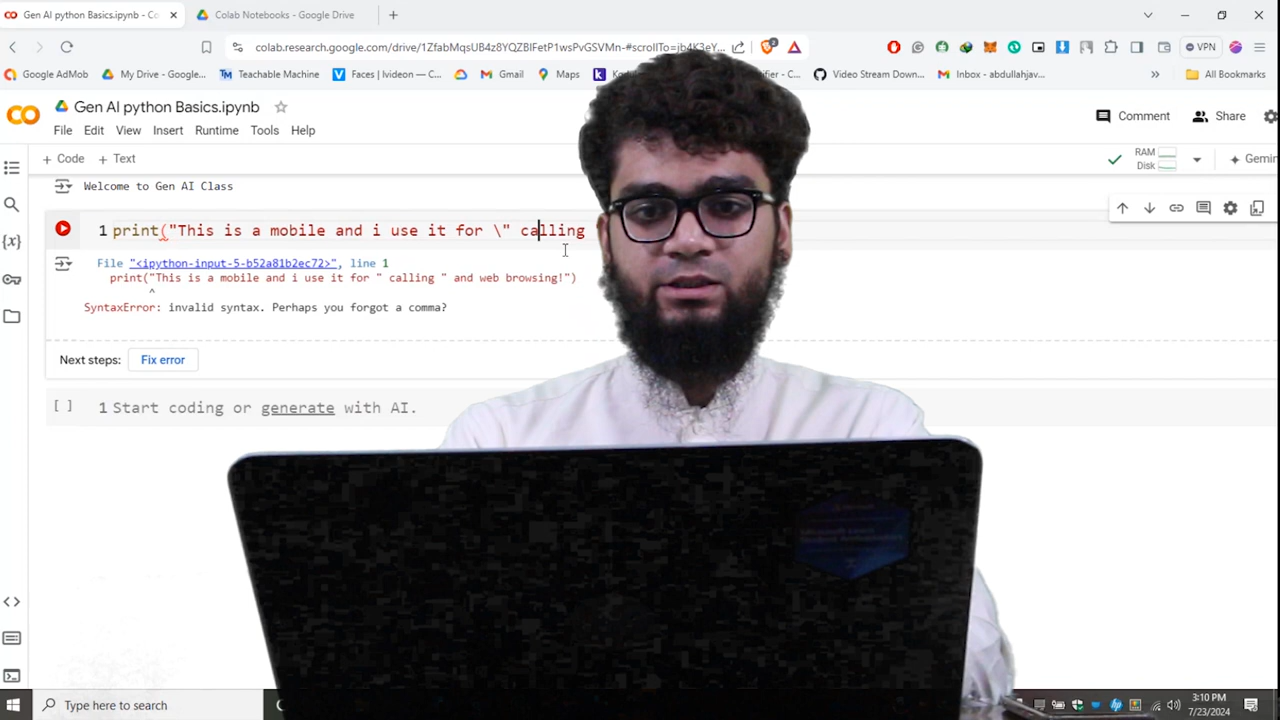 Gen AI python Basics.ipynb - Co
Colab Notebooks - Google Drive
colab.research.google.com/drive/1ZfabMqsUB4z8YQZBIFetP1wsPvGSVMn-#scrollTo=jb4K3eY...
VPN
Google AdMob
My Drive - Google...
Teachable Machine
Faces | Ivideon — C...
Gmail
Maps
Video Stream Down...
Inbox - abdullahjav...
All Bookmarks
Gen AI python Basics.ipynb
Comment
Share
File Edit View Insert Runtime Tools Help
+ Code + Text
RAM
Disk
Gemin
Welcome to Gen AI Class
1 print("This is a mobile and i use it for \" calling
File "<ipython-input-5-b52a81b2ec72>", line 1
print("This is a mobile and i use it for " calling " and web browsing!")
^
SyntaxError: invalid syntax. Perhaps you forgot a comma?
Next steps: Fix error
[ ] 1 Start coding or generate with AI.
Type here to search
3:10 PM
7/23/2024